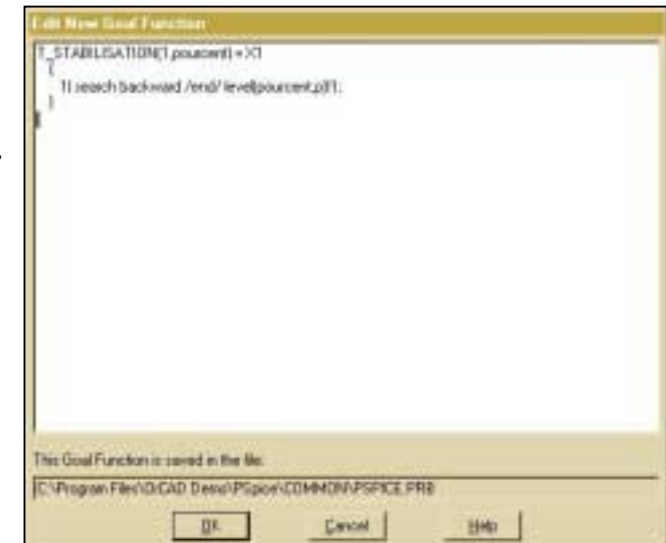 Edit New Goal Function
T_STABILISATION(1,pourcent) = X1
{
1| search backward /end/ level(pourcent,p)!1;
}
This Goal Function is saved in the file:
C:\Program Files\OrCAD Demo\PSpice\COMMON\PSPICE.PRB
OK Cancel Help